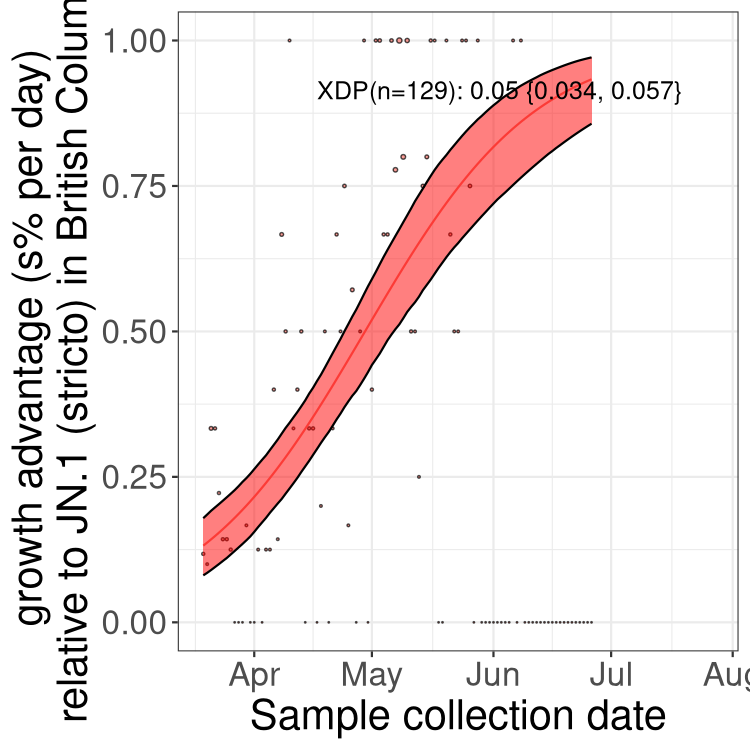 growth advantage (s% per day)
relative to JN.1 (stricto) in British Colum
1.00
0.75
0.50
0.25
0.00
XDP(n=129): 0.05 {0.034, 0.057}
Apr May Jun Jul Aug
Sample collection date